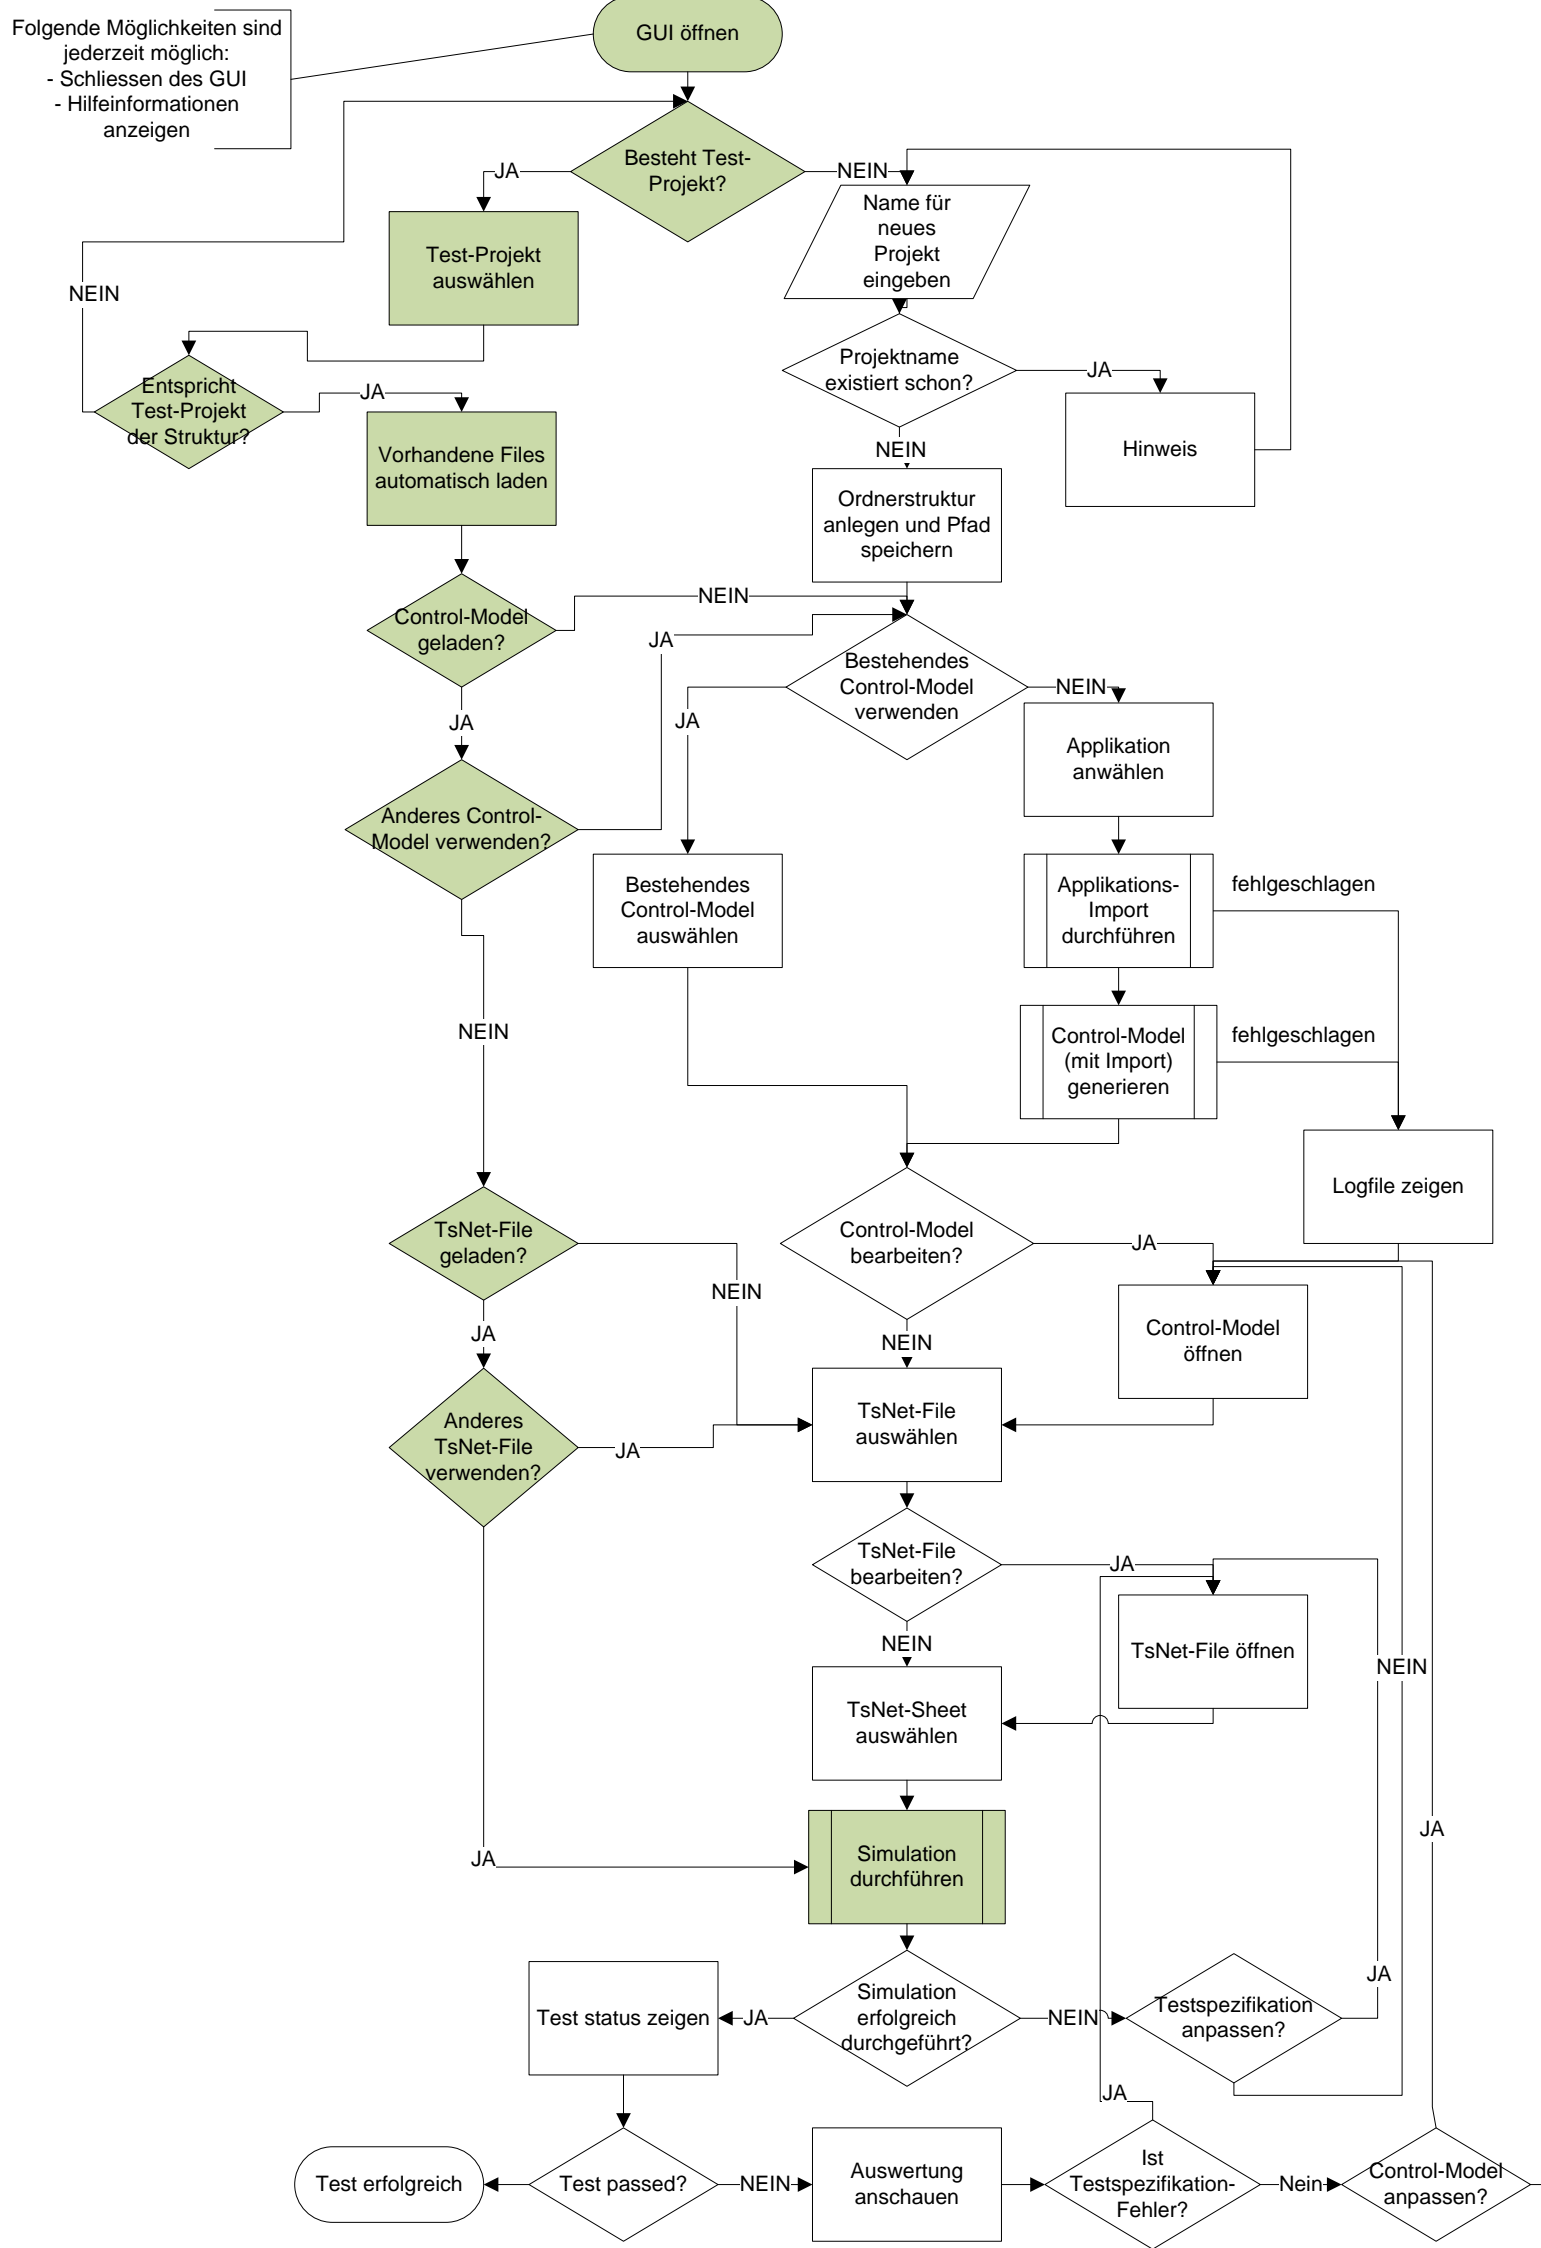 Folgende Möglichkeiten sind
jederzeit möglich:
- Schliessen des GUI
- Hilfeinformationen
anzeigen
GUI öffnen
Besteht Test-
Projekt?
JA
NEIN
Test-Projekt
auswählen
Name für
neues
Projekt
eingeben
NEIN
Entspricht
Test-Projekt
der Struktur?
JA
Projektname
existiert schon?
JA
Hinweis
Vorhandene Files
automatisch laden
NEIN
Ordnerstruktur
anlegen und Pfad
speichern
Control-Model
geladen?
NEIN
JA
JA
Bestehendes
Control-Model
verwenden
NEIN
JA
Applikation
anwählen
Anderes Control-
Model verwenden?
Bestehendes
Control-Model
auswählen
Applikations-
Import
durchführen
fehlgeschlagen
NEIN
Control-Model
(mit Import)
generieren
fehlgeschlagen
Logfile zeigen
TsNet-File
geladen?
NEIN
Control-Model
bearbeiten?
JA
JA
NEIN
Control-Model
öffnen
Anderes
TsNet-File
verwenden?
JA
TsNet-File
auswählen
TsNet-File
bearbeiten?
JA
NEIN
TsNet-File öffnen
NEIN
TsNet-Sheet
auswählen
JA
JA
Simulation
durchführen
Test status zeigen
JA
Simulation
erfolgreich
durchgeführt?
NEIN
Testspezifikation
anpassen?
JA
JA
Test erfolgreich
Test passed?
NEIN
Auswertung
anschauen
Ist
Testspezifikation-
Fehler?
Nein
Control-Model
anpassen?